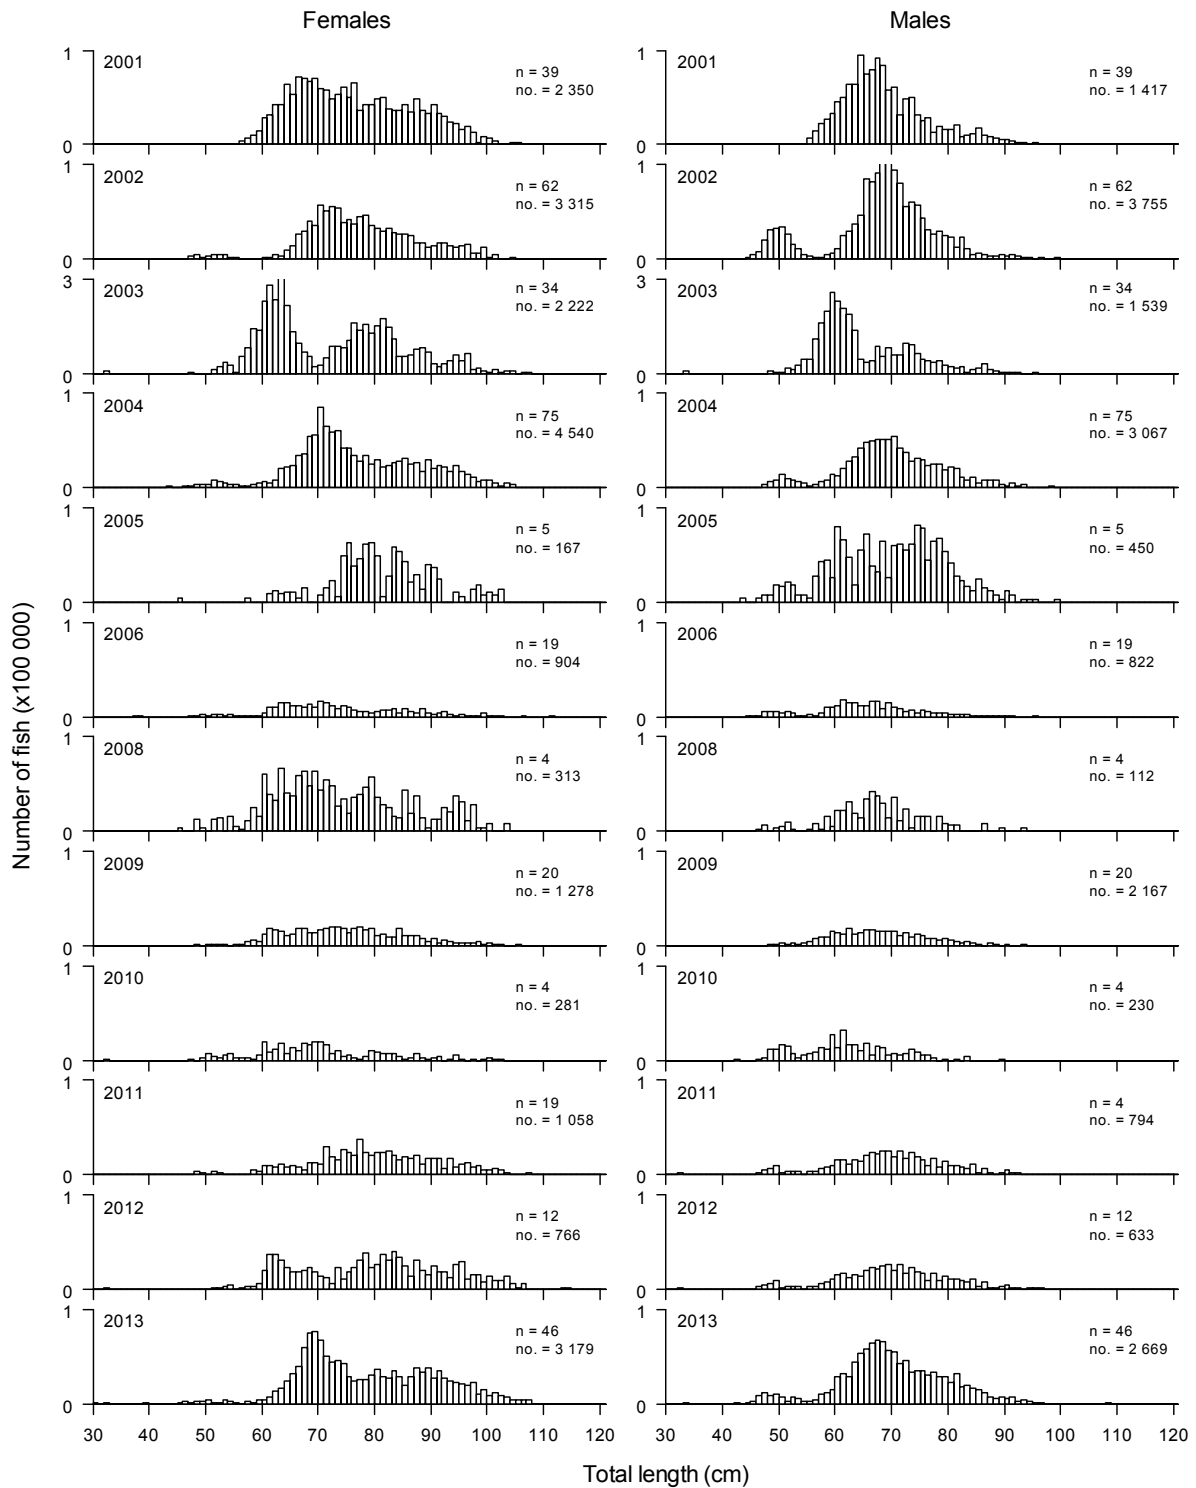 Females Males
1 2001 n = 39 no. = 2 350 0
1 2001 n = 39 no. = 1 417 0
1 2002 n = 62 no. = 3 315 0
1 2002 n = 62 no. = 3 755 0
3 2003 n = 34 no. = 2 222 0
3 2003 n = 34 no. = 1 539 0
1 2004 n = 75 no. = 4 540 0
1 2004 n = 75 no. = 3 067 0
1 2005 n = 5 no. = 167 0
1 2005 n = 5 no. = 450 0
1 2006 n = 19 no. = 904 0
1 2006 n = 19 no. = 822 0
1 2008 n = 4 no. = 313 0
1 2008 n = 4 no. = 112 0
1 2009 n = 20 no. = 1 278 0
1 2009 n = 20 no. = 2 167 0
1 2010 n = 4 no. = 281 0
1 2010 n = 4 no. = 230 0
1 2011 n = 19 no. = 1 058 0
1 2011 n = 4 no. = 794 0
1 2012 n = 12 no. = 766 0
1 2012 n = 12 no. = 633 0
1 2013 n = 46 no. = 3 179 0
1 2013 n = 46 no. = 2 669 0
30 40 50 60 70 80 90 100 110 120 30 40 50 60 70 80 90 100 110 120
Total length (cm)
Number of fish (x100 000)